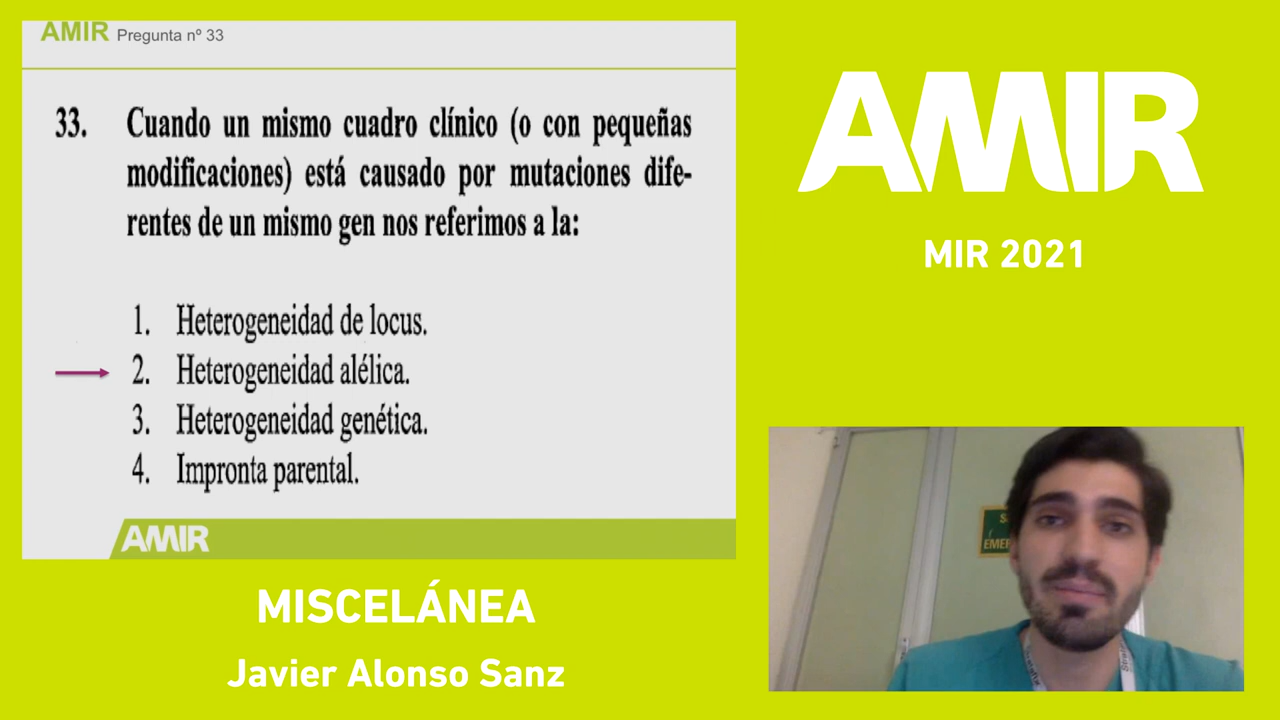 AMIR Pregunta nº 33
33. Cuando un mismo cuadro clínico (o con pequeñas
modificaciones) está causado por mutaciones dife-
rentes de un mismo gen nos referimos a la:
1. Heterogeneidad de locus.
2. Heterogeneidad alélica.
3. Heterogeneidad genética.
4. Impronta parental.
AMIR
MISCELÁNEA
Javier Alonso Sanz
AMIR
MIR 2021